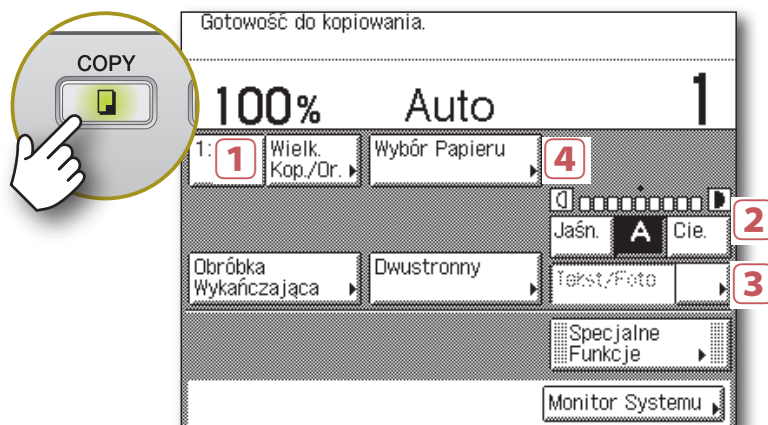 Gotowość do kopiowania.
COPY
100% Auto 1
1: 1 Wielk. Kop./Or. Wybór Papieru 4
Jaśn. A Cie. 2
Obróbka Wykańczająca Dwustronny Tekst/Foto 3
Specjalne Funkcje
Monitor Systemu